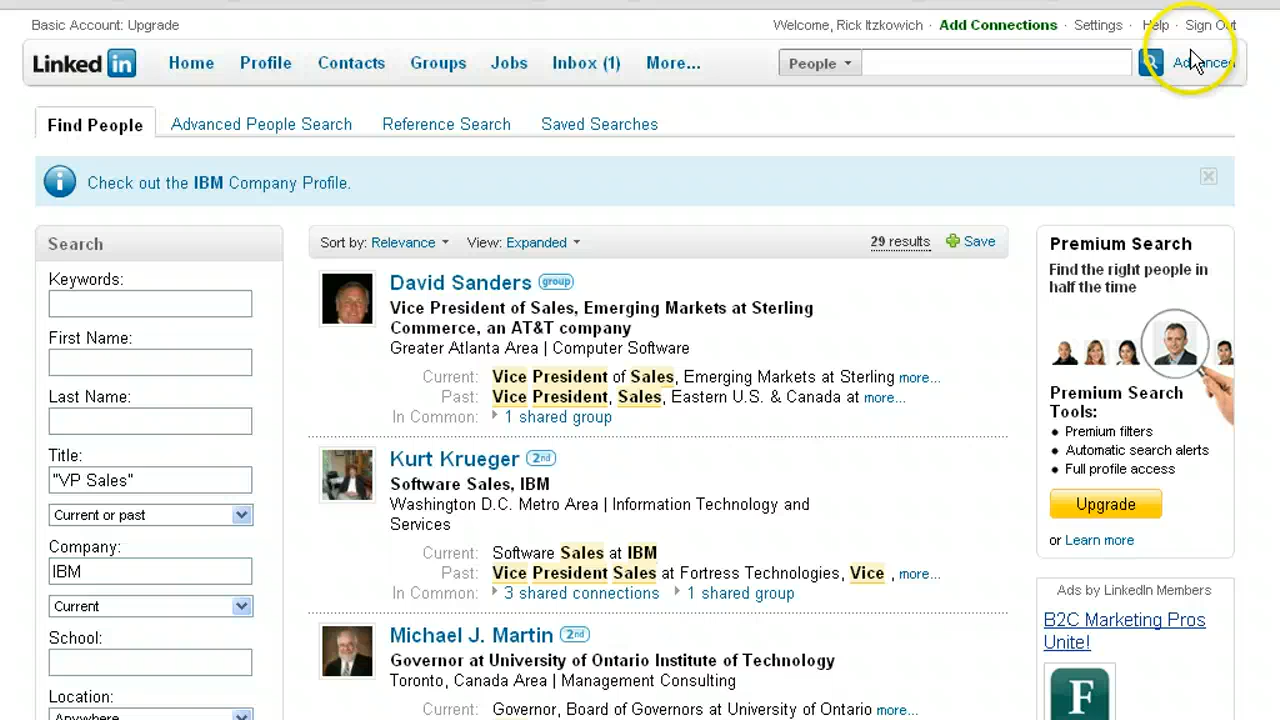 Basic Account: Upgrade
Welcome, Rick Itzkowich · Add Connections · Settings · Help · Sign Out
Linked in Home Profile Contacts Groups Jobs Inbox (1) More... People Advanced
Find People Advanced People Search Reference Search Saved Searches
Check out the IBM Company Profile.
Search
Keywords:
First Name:
Last Name:
Title:
"VP Sales"
Current or past
Company:
IBM
Current
School:
Location:
Anywhere
Sort by: Relevance View: Expanded 29 results Save
David Sanders group
Vice President of Sales, Emerging Markets at Sterling
Commerce, an AT&T company
Greater Atlanta Area | Computer Software
Current: Vice President of Sales, Emerging Markets at Sterling more...
Past: Vice President, Sales, Eastern U.S. & Canada at more...
In Common: 1 shared group
Kurt Krueger 2nd
Software Sales, IBM
Washington D.C. Metro Area | Information Technology and
Services
Current: Software Sales at IBM
Past: Vice President Sales at Fortress Technologies, Vice , more...
In Common: 3 shared connections 1 shared group
Michael J. Martin 2nd
Governor at University of Ontario Institute of Technology
Toronto, Canada Area | Management Consulting
Current: Governor, Board of Governors at University of Ontario more...
Premium Search
Find the right people in
half the time
Premium Search
Tools:
• Premium filters
• Automatic search alerts
• Full profile access
Upgrade
or Learn more
Ads by LinkedIn Members
B2C Marketing Pros
Unite!
F